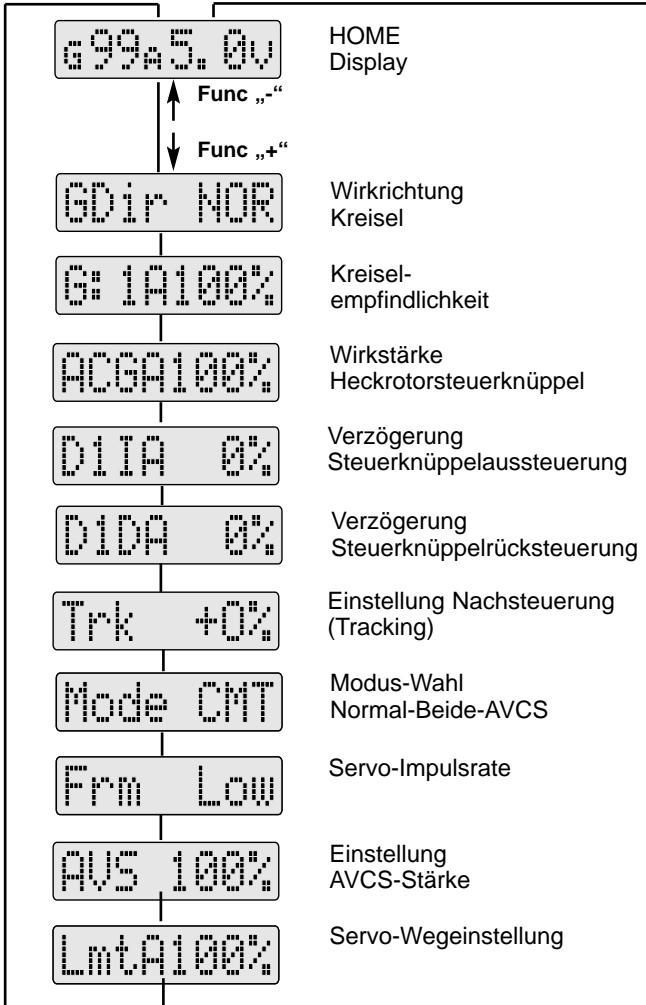 G99A5.0V
HOME
Display
Func „-“
Func „+“
GDir NOR
Wirkrichtung
Kreisel
G: 1A100%
Kreisel-
empfindlichkeit
ACGA100%
Wirkstärke
Heckrotorsteuerknüppel
D1IA 0%
Verzögerung
Steuerknüppelaussteuerung
D1DA 0%
Verzögerung
Steuerknüppelrücksteuerung
Trk +0%
Einstellung Nachsteuerung
(Tracking)
Mode CMT
Modus-Wahl
Normal-Beide-AVCS
Frm Low
Servo-Impulsrate
AVS 100%
Einstellung
AVCS-Stärke
LmtA100%
Servo-Wegeinstellung